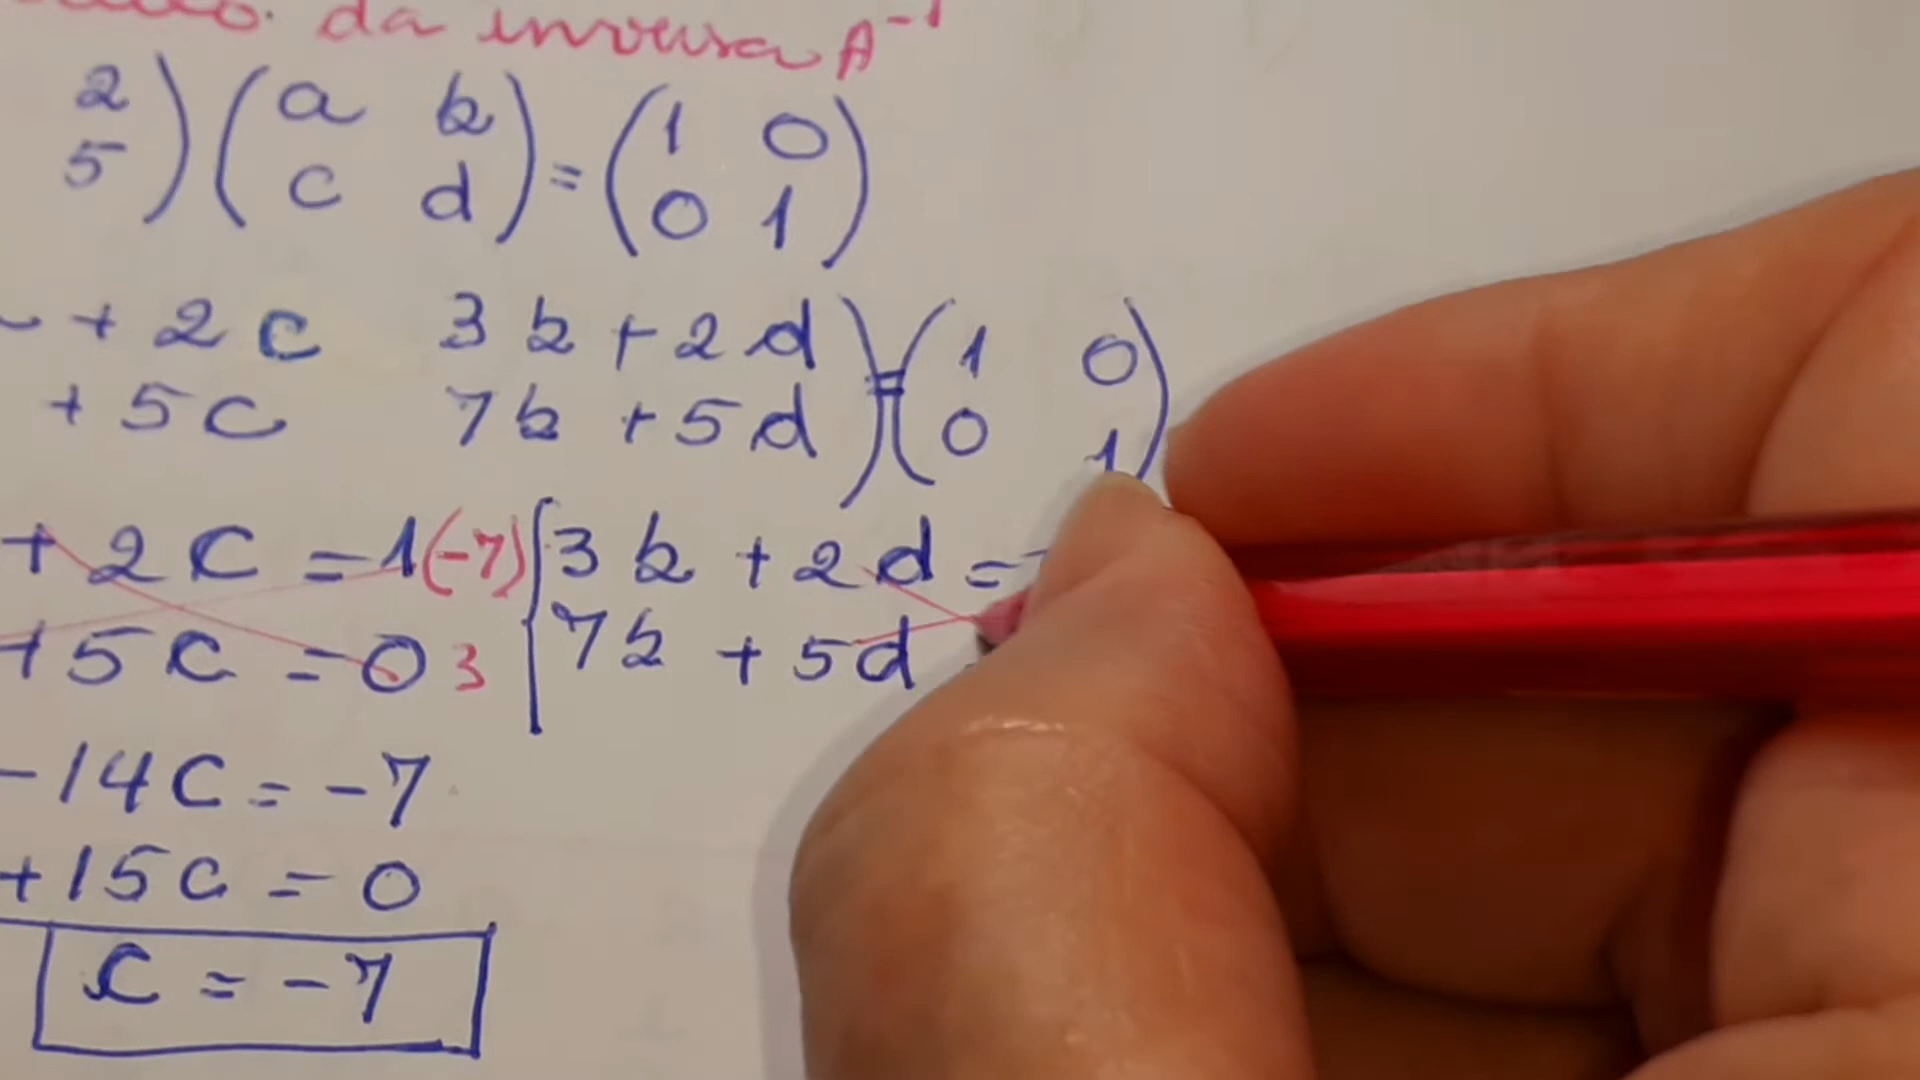 da inversa A⁻¹
2) (a b) = (1 0)
5) (c d) (0 1)
+ 2c 3b + 2d) = (1 0)
+ 5c 7b + 5d) (0 1)
+ 2c = 1 (-7) { 3b + 2d =
+ 5c = 0 3 { 7b + 5d
-14c = -7
+15c = 0
c = -7